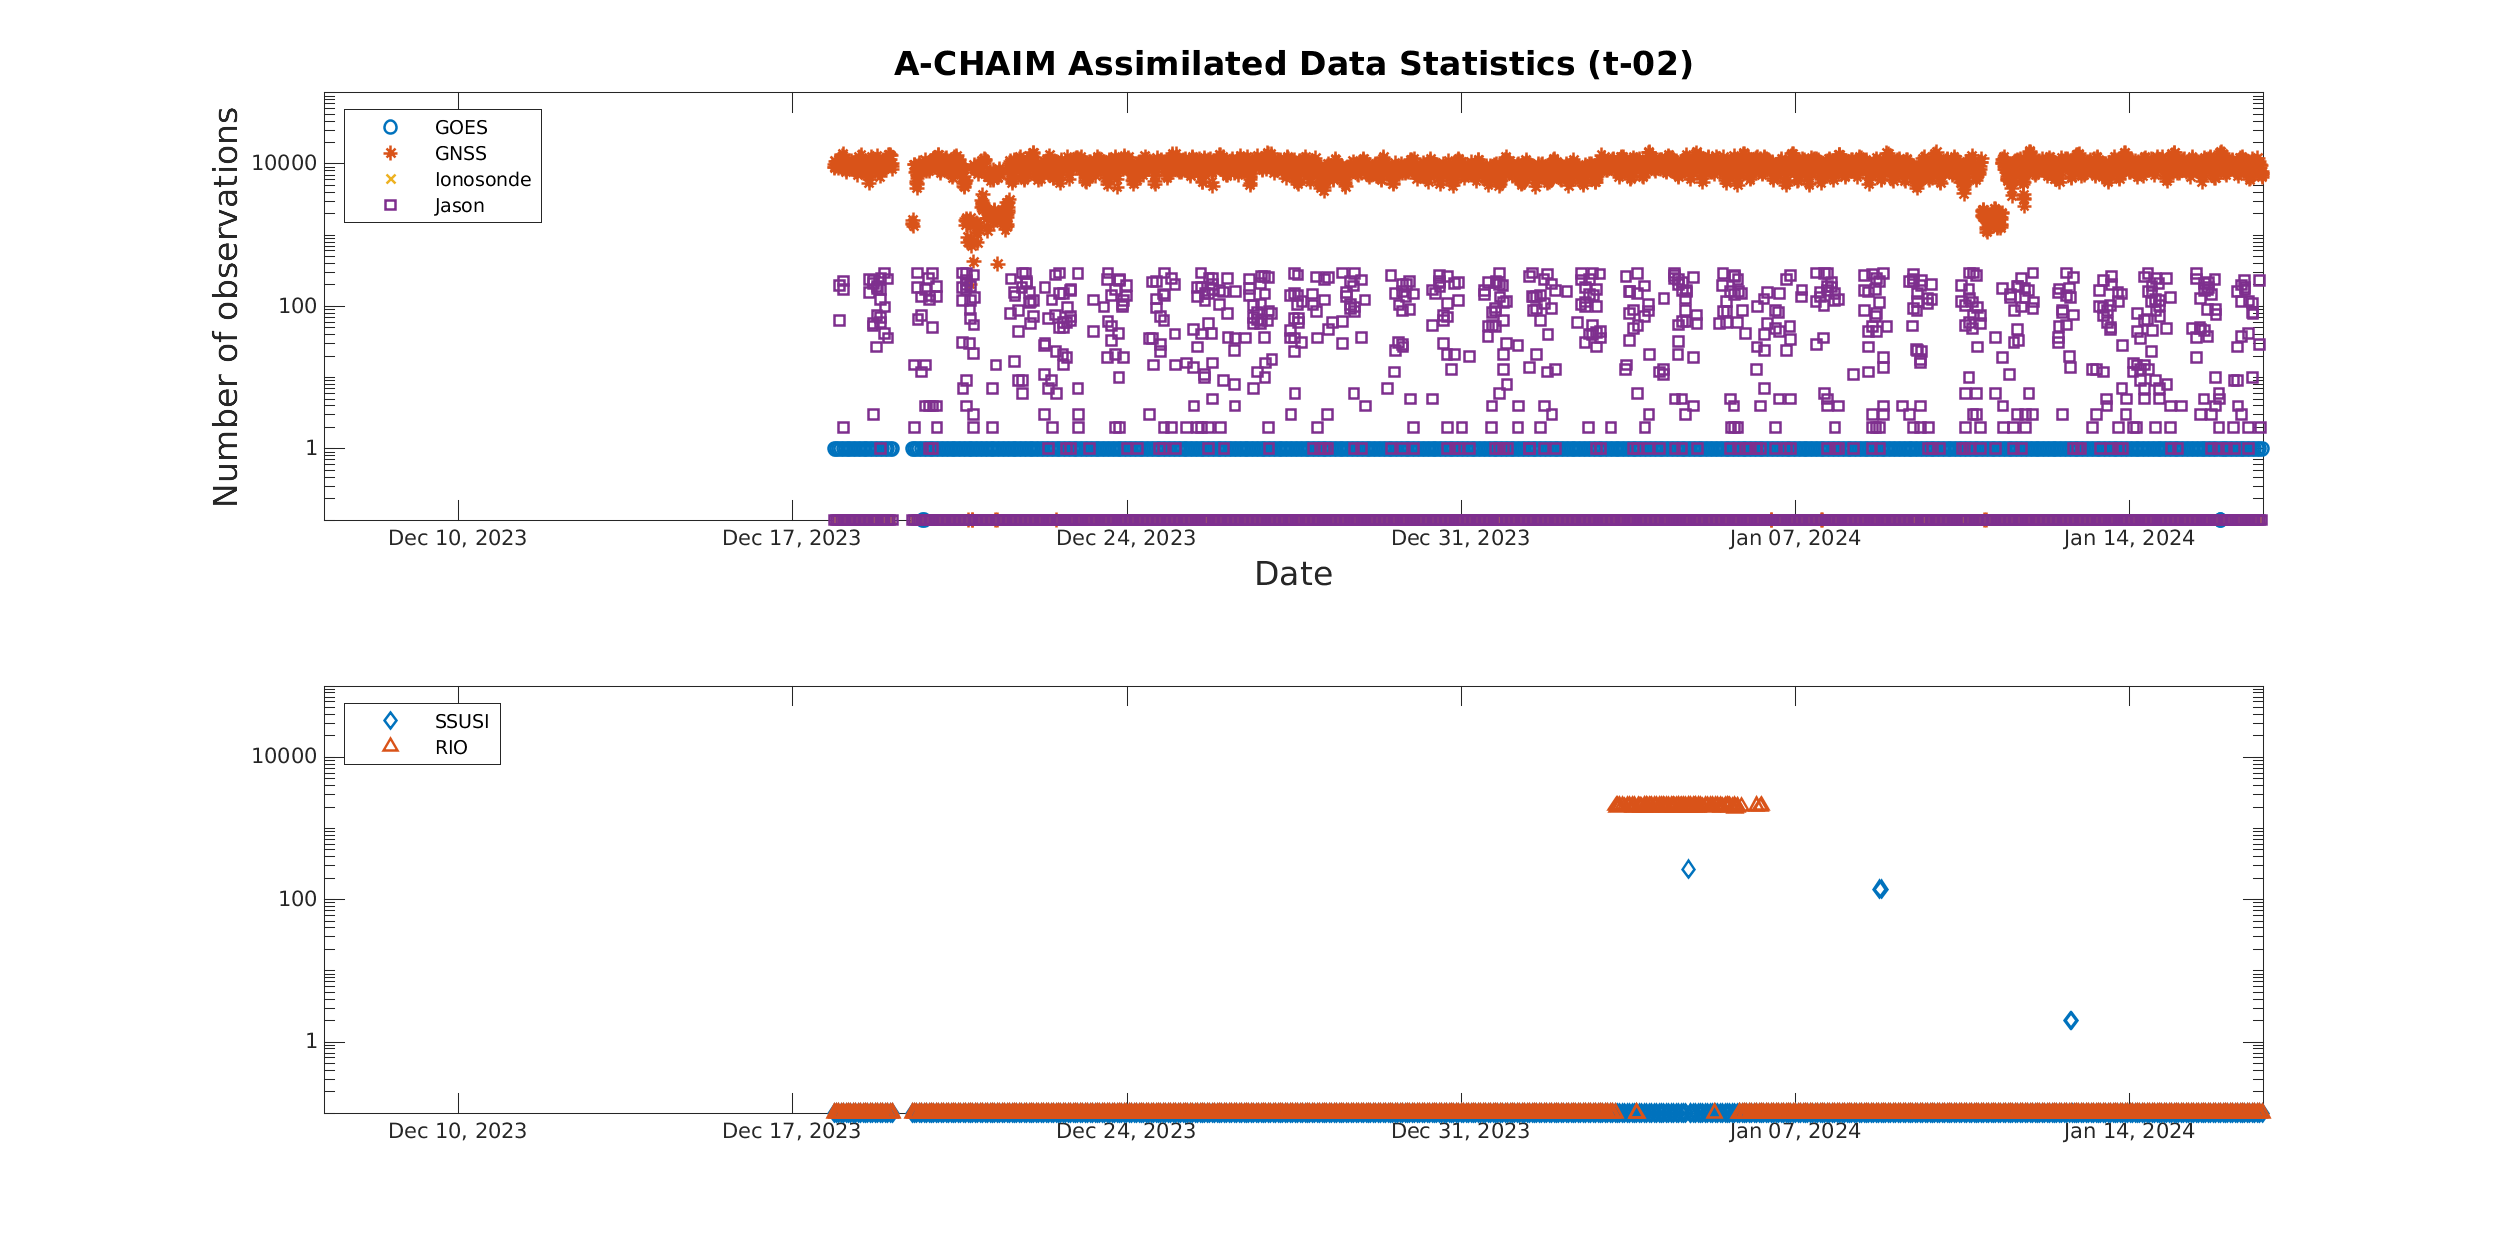 A-CHAIM Assimilated Data Statistics (t-02)
Number of observations
10000
100
1
GOES
GNSS
Ionosonde
Jason
Dec 10, 2023
Dec 17, 2023
Dec 24, 2023
Dec 31, 2023
Jan 07, 2024
Jan 14, 2024
Date
10000
100
1
SSUSI
RIO
Dec 10, 2023
Dec 17, 2023
Dec 24, 2023
Dec 31, 2023
Jan 07, 2024
Jan 14, 2024